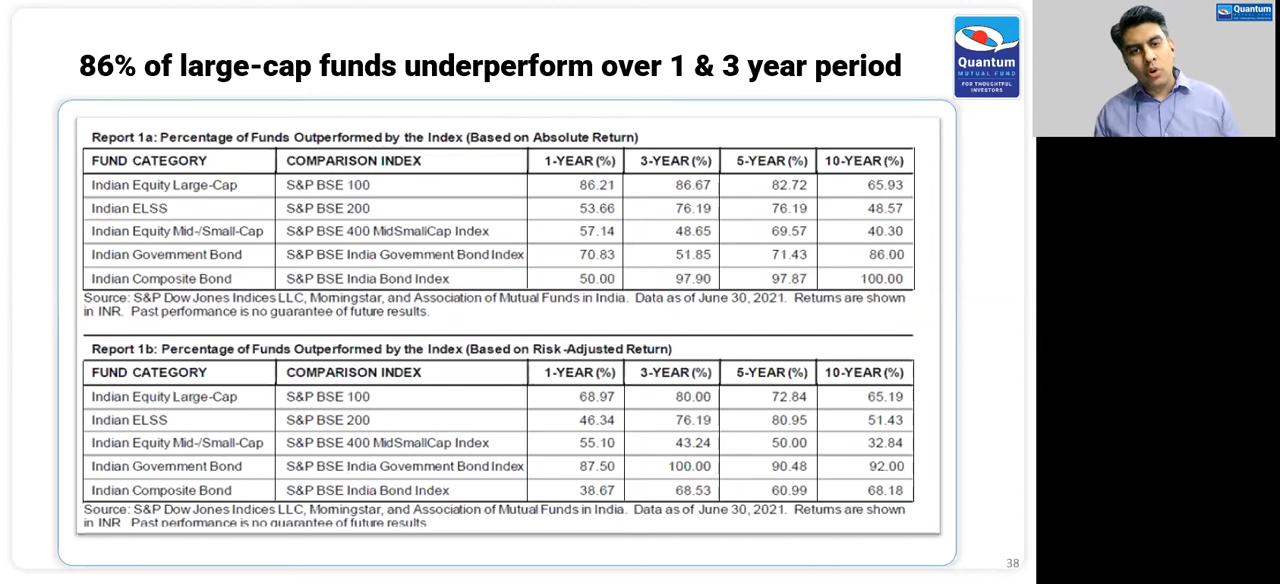 86% of large-cap funds underperform over 1 & 3 year period
Quantum
MUTUAL FUND
FOR THOUGHTFUL
INVESTORS
Quantum
Report 1a: Percentage of Funds Outperformed by the Index (Based on Absolute Return)
FUND CATEGORY COMPARISON INDEX 1-YEAR (%) 3-YEAR (%) 5-YEAR (%) 10-YEAR (%)
Indian Equity Large-Cap S&P BSE 100 86.21 86.67 82.72 65.93
Indian ELSS S&P BSE 200 53.66 76.19 76.19 48.57
Indian Equity Mid-/Small-Cap S&P BSE 400 MidSmallCap Index 57.14 48.65 69.57 40.30
Indian Government Bond S&P BSE India Government Bond Index 70.83 51.85 71.43 86.00
Indian Composite Bond S&P BSE India Bond Index 50.00 97.90 97.87 100.00
Source: S&P Dow Jones Indices LLC, Morningstar, and Association of Mutual Funds in India. Data as of June 30, 2021. Returns are shown
in INR. Past performance is no guarantee of future results.
Report 1b: Percentage of Funds Outperformed by the Index (Based on Risk-Adjusted Return)
FUND CATEGORY COMPARISON INDEX 1-YEAR (%) 3-YEAR (%) 5-YEAR (%) 10-YEAR (%)
Indian Equity Large-Cap S&P BSE 100 68.97 80.00 72.84 65.19
Indian ELSS S&P BSE 200 46.34 76.19 80.95 51.43
Indian Equity Mid-/Small-Cap S&P BSE 400 MidSmallCap Index 55.10 43.24 50.00 32.84
Indian Government Bond S&P BSE India Government Bond Index 87.50 100.00 90.48 92.00
Indian Composite Bond S&P BSE India Bond Index 38.67 68.53 60.99 68.18
Source: S&P Dow Jones Indices LLC, Morningstar, and Association of Mutual Funds in India. Data as of June 30, 2021. Returns are shown
in INR. Past performance is no guarantee of future results
38